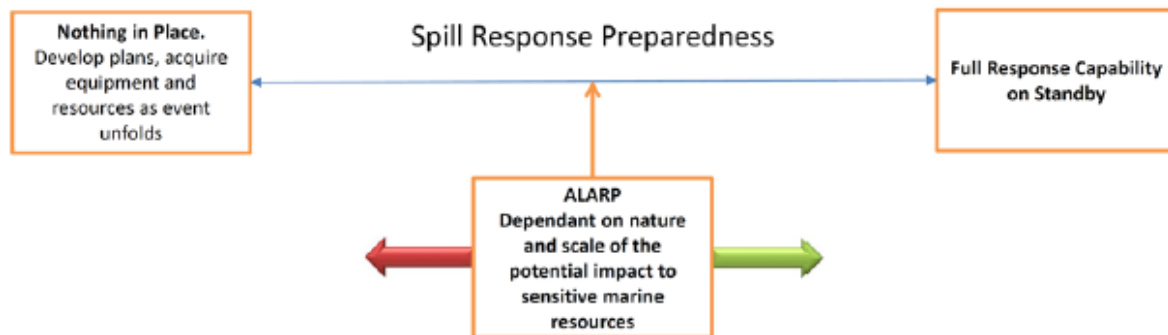 Nothing in Place.
Develop plans, acquire
equipment and
resources as event
unfolds
Spill Response Preparedness
Full Response Capability
on Standby
ALARP
Dependant on nature
and scale of the
potential impact to
sensitive marine
resources